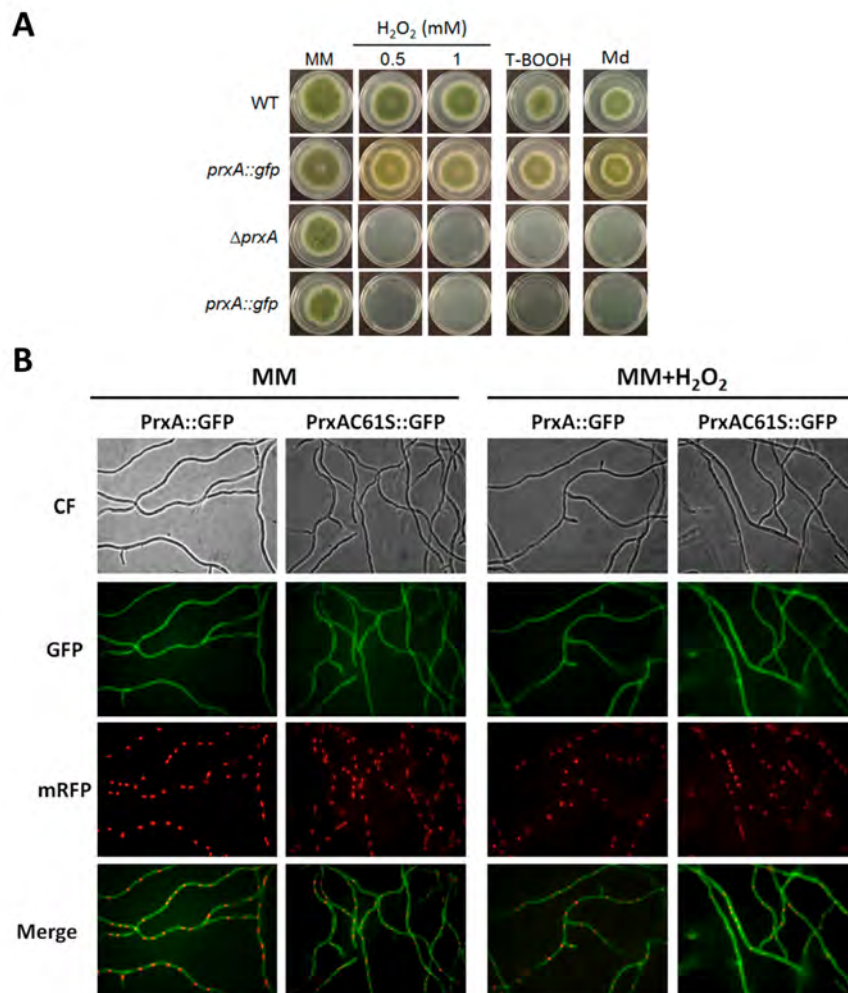 A
H₂O₂ (mM)
MM 0.5 1 T-BOOH Md
WT
prxA::gfp
ΔprxA
prxA::gfp
B
MM MM+H₂O₂
PrxA::GFP PrxAC61S::GFP PrxA::GFP PrxAC61S::GFP
CF
GFP
mRFP
Merge